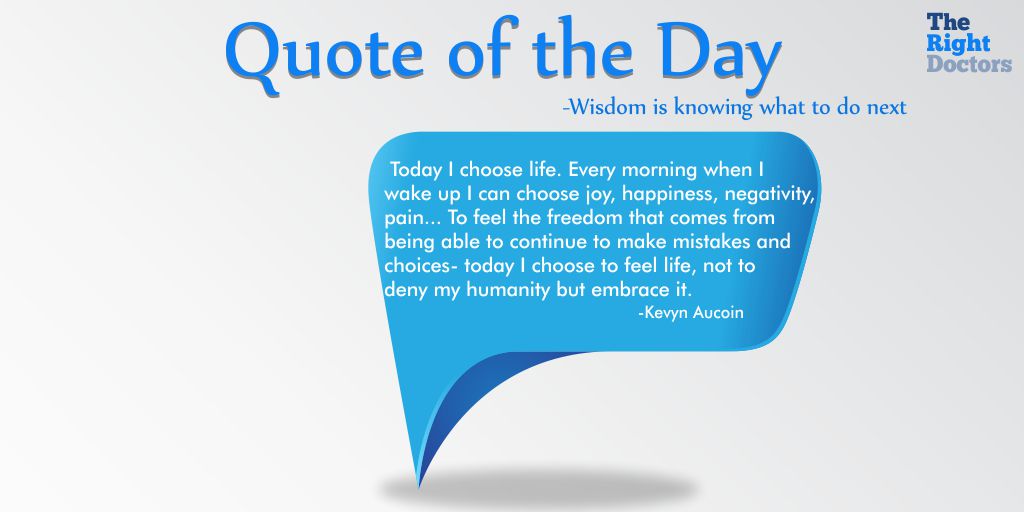 Quote of the Day
The
Right
Doctors
-Wisdom is knowing what to do next
Today I choose life. Every morning when I
wake up I can choose joy, happiness, negativity,
pain... To feel the freedom that comes from
being able to continue to make mistakes and
choices- today I choose to feel life, not to
deny my humanity but embrace it.
-Kevyn Aucoin